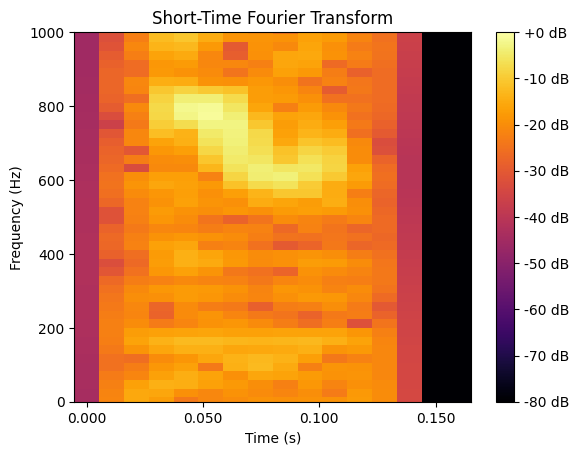 Short-Time Fourier Transform
1000
800
600
400
200
0
Frequency (Hz)
0.000
0.050
0.100
0.150
Time (s)
+0 dB
-10 dB
-20 dB
-30 dB
-40 dB
-50 dB
-60 dB
-70 dB
-80 dB